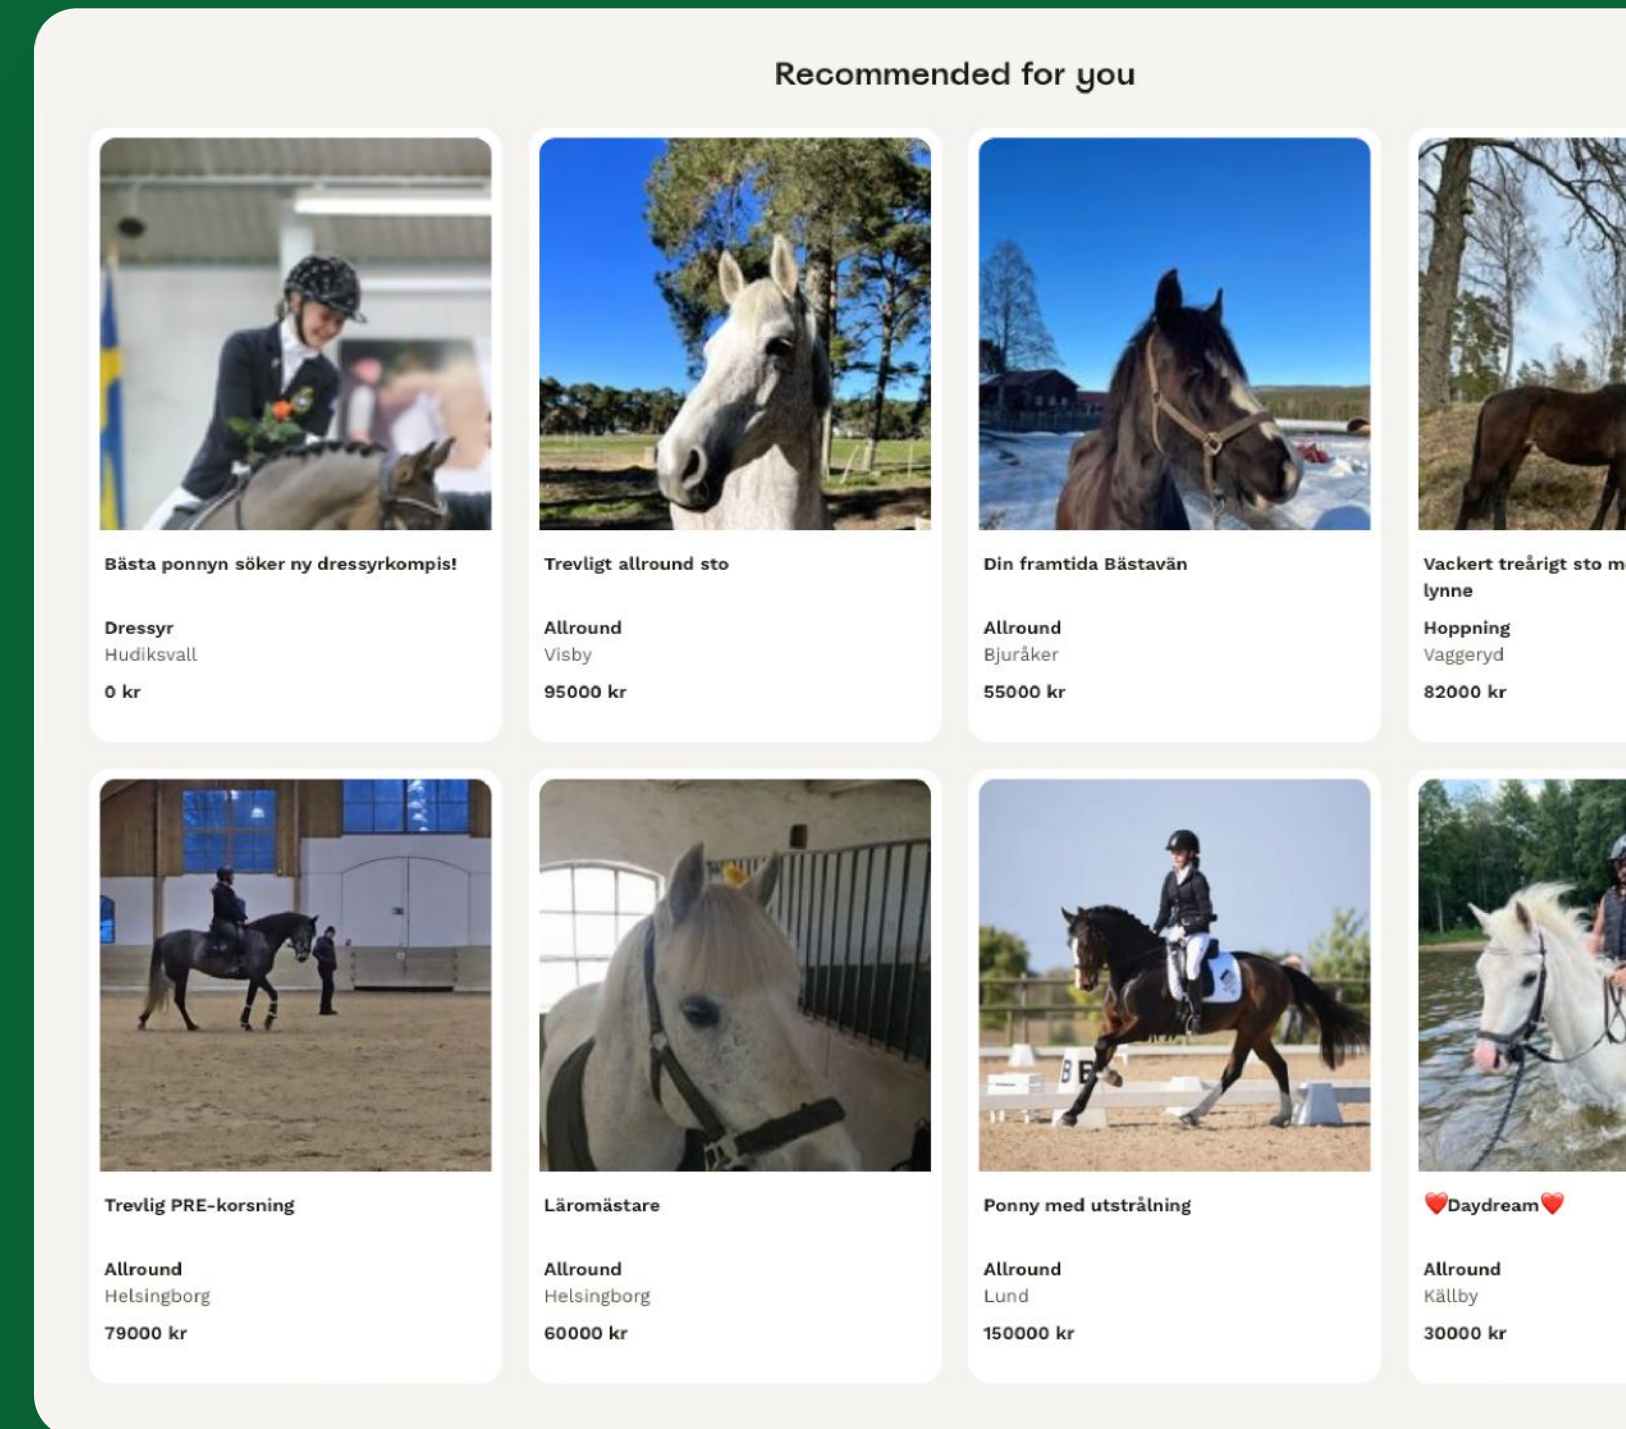 Recommended for you
Bästa ponnyn söker ny dressyrkompis!
Dressyr
Hudiksvall
0 kr
Trevligt allround sto
Allround
Visby
95000 kr
Din framtida Bästavän
Allround
Bjuråker
55000 kr
Vackert treårigt sto
lynne
Hoppning
Vaggeryd
82000 kr
Trevlig PRE-korsning
Allround
Helsingborg
79000 kr
Läromästare
Allround
Helsingborg
60000 kr
B
Ponny med utstrålning
Allround
Lund
150000 kr
❤️Daydream❤️
Allround
Källby
30000 kr